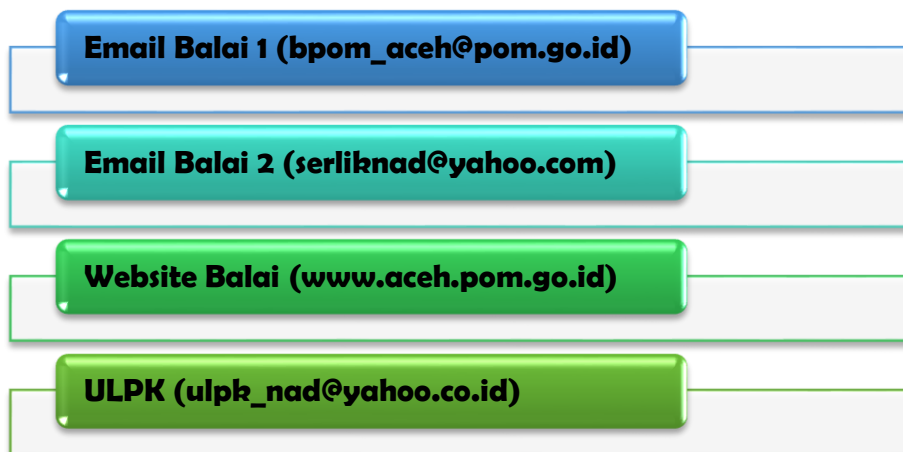 Email Balai 1 (bpom_aceh@pom.go.id)
Email Balai 2 (serliknad@yahoo.com)
Website Balai (www.aceh.pom.go.id)
ULPK (ulpk_nad@yahoo.co.id)